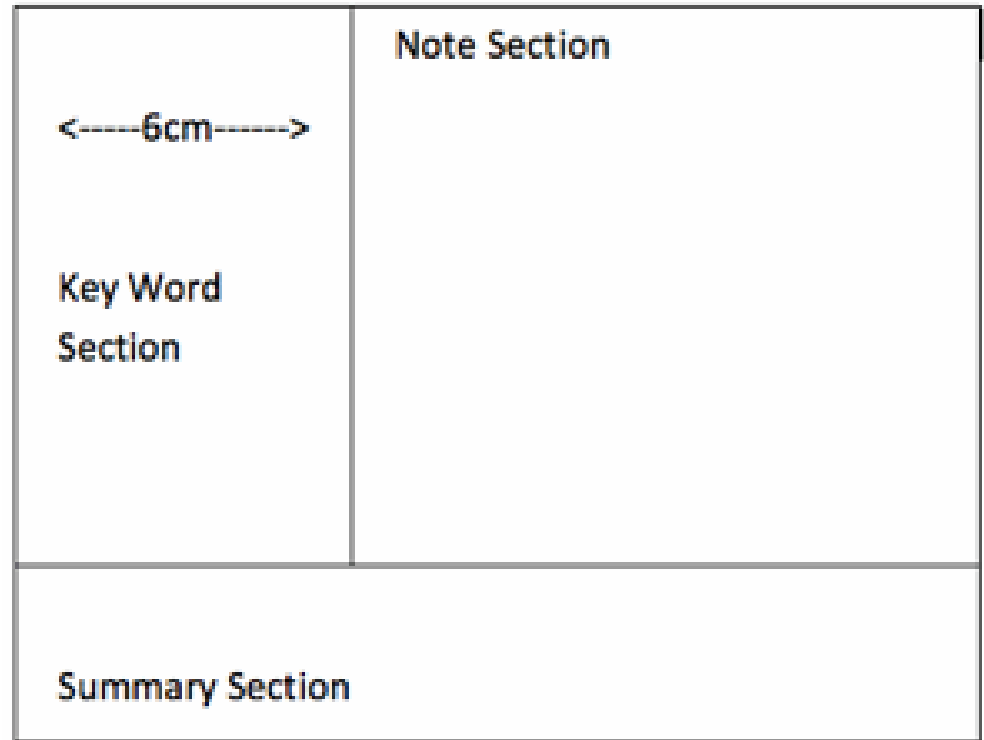 Note Section
<-----6cm------>
Key Word
Section
Summary Section